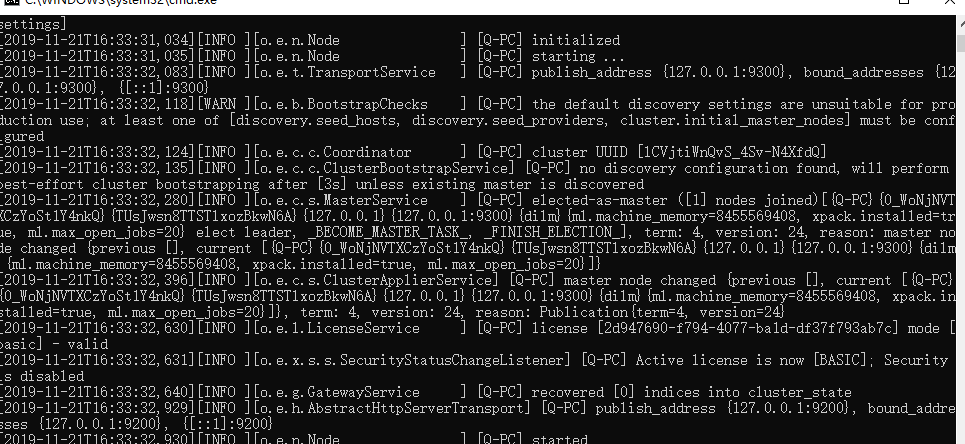 C:\WINDOWS\system32\cmd.exe
settings]
[2019-11-21T16:33:31,034][INFO ][o.e.n.Node               ] [Q-PC] initialized
[2019-11-21T16:33:31,035][INFO ][o.e.n.Node               ] [Q-PC] starting ...
[2019-11-21T16:33:32,083][INFO ][o.e.t.TransportService   ] [Q-PC] publish_address {127.0.0.1:9300}, bound_addresses {12
7.0.0.1:9300}, {[::1]:9300}
[2019-11-21T16:33:32,118][WARN ][o.e.b.BootstrapChecks    ] [Q-PC] the default discovery settings are unsuitable for pro
duction use; at least one of [discovery.seed_hosts, discovery.seed_providers, cluster.initial_master_nodes] must be conf
igured
[2019-11-21T16:33:32,124][INFO ][o.e.c.c.Coordinator      ] [Q-PC] cluster UUID [1CVjtiWnQvS_4Sv-N4XfdQ]
[2019-11-21T16:33:32,135][INFO ][o.e.c.c.ClusterBootstrapService] [Q-PC] no discovery configuration found, will perform
best-effort cluster bootstrapping after [3s] unless existing master is discovered
[2019-11-21T16:33:32,280][INFO ][o.e.c.s.MasterService    ] [Q-PC] elected-as-master ([1] nodes joined)[{Q-PC}{0_WoNjNVT
XCzYoSt1Y4nkQ}{TUsJwsn8TTST1xozBkwN6A}{127.0.0.1}{127.0.0.1:9300}{dilm}{ml.machine_memory=8455569408, xpack.installed=tr
ue, ml.max_open_jobs=20} elect leader, _BECOME_MASTER_TASK_, _FINISH_ELECTION_], term: 4, version: 24, reason: master no
de changed {previous [], current [{Q-PC}{0_WoNjNVTXCzYoSt1Y4nkQ}{TUsJwsn8TTST1xozBkwN6A}{127.0.0.1}{127.0.0.1:9300}{dilm
}{ml.machine_memory=8455569408, xpack.installed=true, ml.max_open_jobs=20}]}
[2019-11-21T16:33:32,396][INFO ][o.e.c.s.ClusterApplierService] [Q-PC] master node changed {previous [], current [{Q-PC}
{0_WoNjNVTXCzYoSt1Y4nkQ}{TUsJwsn8TTST1xozBkwN6A}{127.0.0.1}{127.0.0.1:9300}{dilm}{ml.machine_memory=8455569408, xpack.in
stalled=true, ml.max_open_jobs=20}]}, term: 4, version: 24, reason: Publication{term=4, version=24}
[2019-11-21T16:33:32,630][INFO ][o.e.l.LicenseService     ] [Q-PC] license [2d947690-f794-4077-ba1d-df37f793ab7c] mode [
basic] - valid
[2019-11-21T16:33:32,631][INFO ][o.e.x.s.s.SecurityStatusChangeListener] [Q-PC] Active license is now [BASIC]; Security
is disabled
[2019-11-21T16:33:32,640][INFO ][o.e.g.GatewayService     ] [Q-PC] recovered [0] indices into cluster_state
[2019-11-21T16:33:32,929][INFO ][o.e.h.AbstractHttpServerTransport] [Q-PC] publish_address {127.0.0.1:9200}, bound_addre
sses {127.0.0.1:9200}, {[::1]:9200}
[2019-11-21T16:33:32,930][INFO ][o.e.n.Node               ] [Q-PC] started